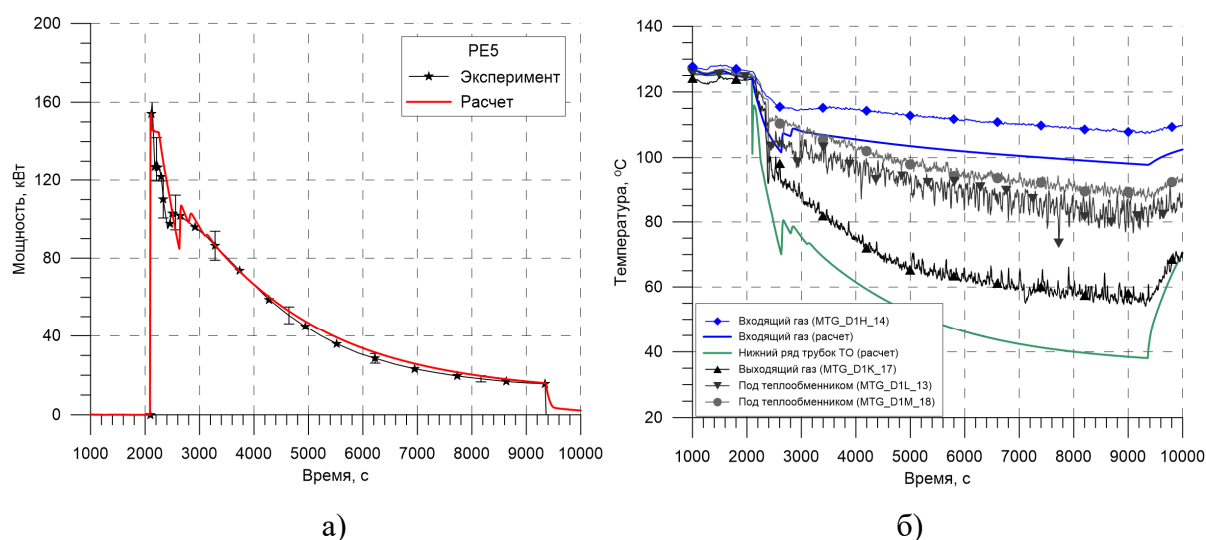 200
160
120
80
40
0
Мощность, кВт
1000 2000 3000 4000 5000 6000 7000 8000 9000 10000
Время, с
PE5
Эксперимент
Расчет
а)
140
120
100
80
60
40
20
Температура, °C
1000 2000 3000 4000 5000 6000 7000 8000 9000 10000
Время, с
Входящий газ (MTG_D1H_14)
Входящий газ (расчет)
Нижний ряд трубок ТО (расчет)
Выходящий газ (MTG_D1K_17)
Под теплообменником (MTG_D1L_13)
Под теплообменником (MTG_D1M_18)
б)